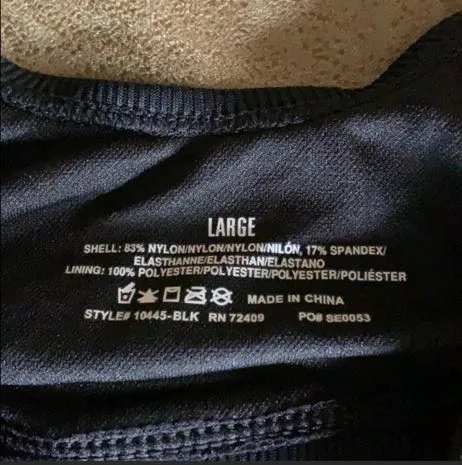 LARGE
SHELL: 83% NYLON/NYLON/NYLON/NILÓN, 17% SPANDEX/
ELASTHANNE/ELASTHAN/ELASTANO
LINING: 100% POLYESTER/POLYESTER/POLYESTER/POLIÉSTER
MADE IN CHINA
STYLE# 10445-BLK RN 72409 PO# SE0053